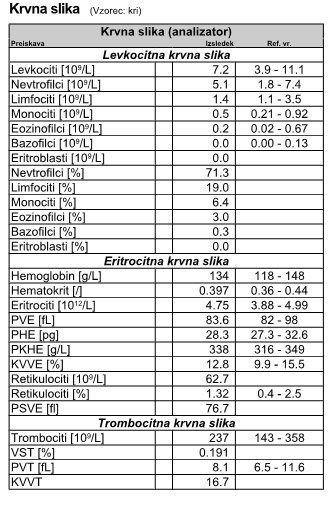 Krvna slika (Vzorec: kri)
Krvna slika (analizator)
Preiskava Izsledek Ref. vr.
Levkocitna krvna slika
Levkociti [10⁹/L] 7.2 3.9 - 11.1
Nevtrofilci [10⁹/L] 5.1 1.8 - 7.4
Limfociti [10⁹/L] 1.4 1.1 - 3.5
Monociti [10⁹/L] 0.5 0.21 - 0.92
Eozinofilci [10⁹/L] 0.2 0.02 - 0.67
Bazofilci [10⁹/L] 0.0 0.00 - 0.13
Eritroblasti [10⁹/L] 0.0
Nevtrofilci [%] 71.3
Limfociti [%] 19.0
Monociti [%] 6.4
Eozinofilci [%] 3.0
Bazofilci [%] 0.3
Eritroblasti [%] 0.0
Eritrocitna krvna slika
Hemoglobin [g/L] 134 118 - 148
Hematokrit [/] 0.397 0.36 - 0.44
Eritrociti [10¹²/L] 4.75 3.88 - 4.99
PVE [fL] 83.6 82 - 98
PHE [pg] 28.3 27.3 - 32.6
PKHE [g/L] 338 316 - 349
KVVE [%] 12.8 9.9 - 15.5
Retikulociti [10⁹/L] 62.7
Retikulociti [%] 1.32 0.4 - 2.5
PSVE [fl] 76.7
Trombocitna krvna slika
Trombociti [10⁹/L] 237 143 - 358
VST [%] 0.191
PVT [fL] 8.1 6.5 - 11.6
KVVT 16.7